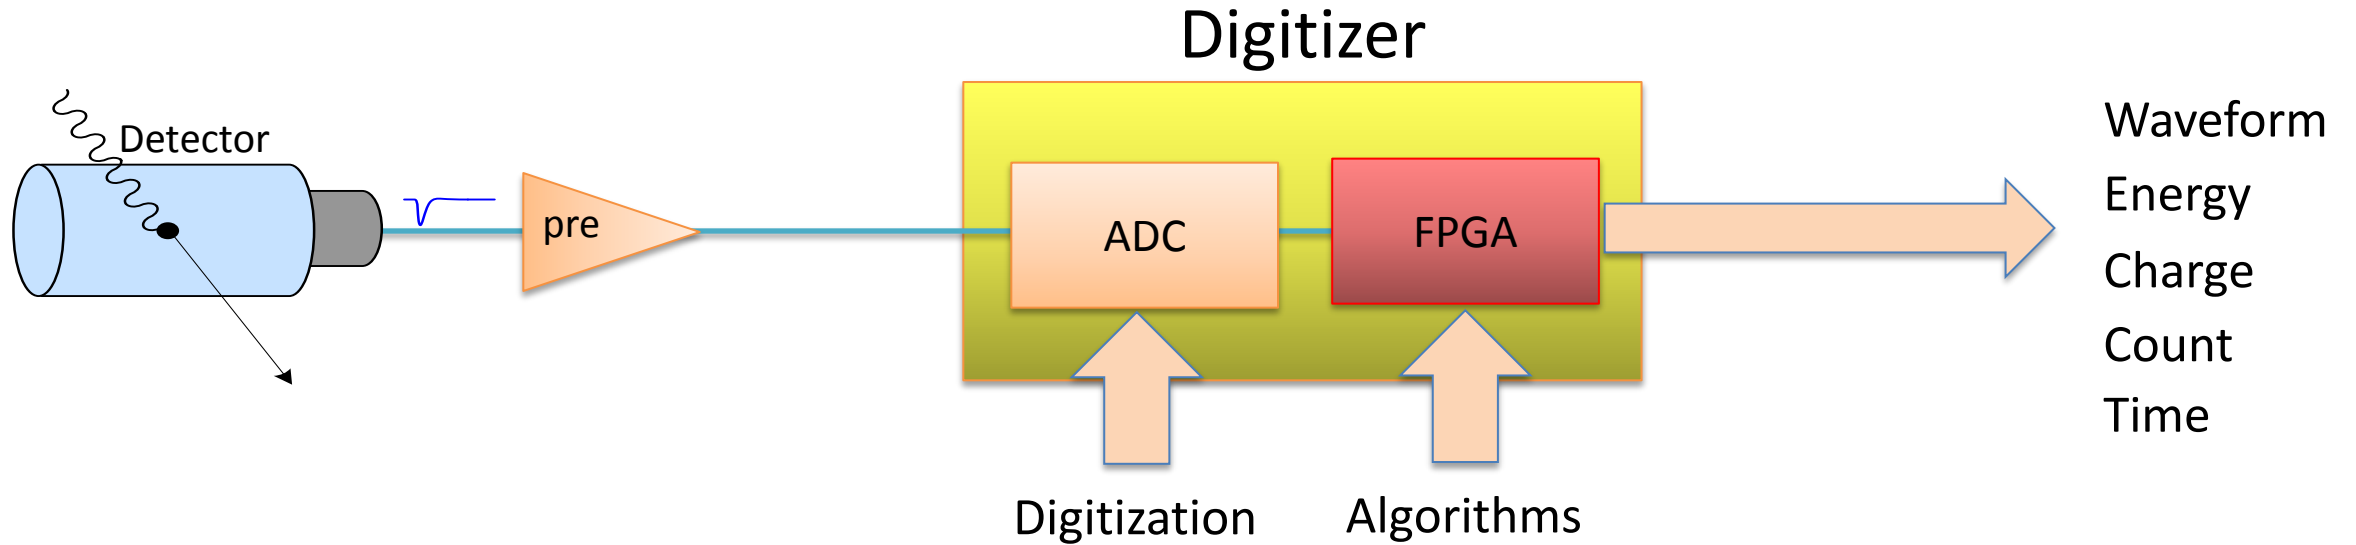 Digitizer
Detector
pre
ADC
FPGA
Waveform
Energy
Charge
Count
Time
Digitization
Algorithms